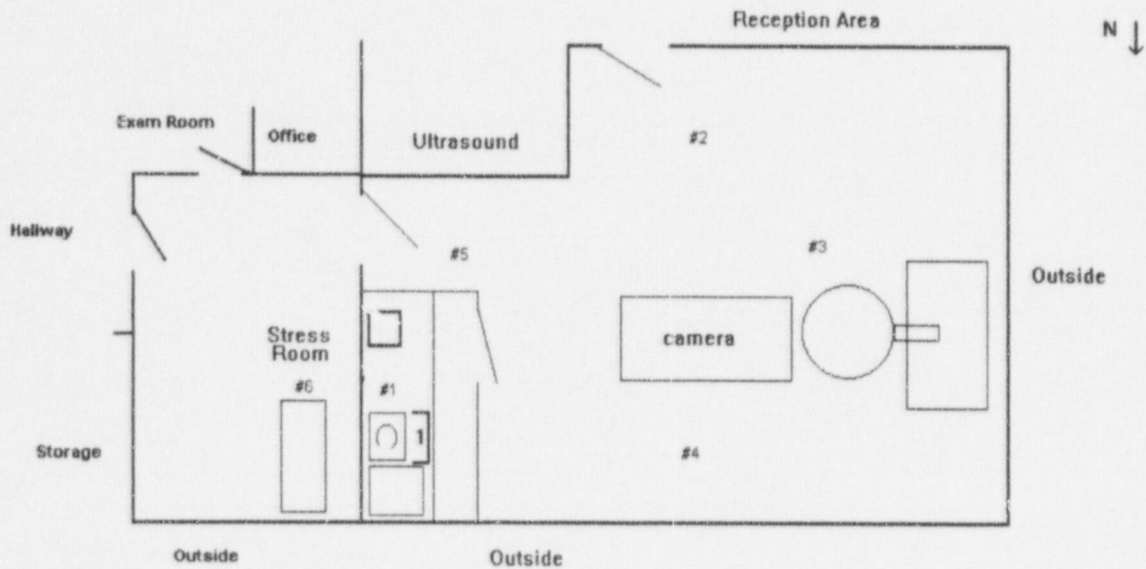 Reception Area
N
Exam Room
Office
Ultrasound
#2
Hallway
#5
#3
Outside
Stress
Room
camera
#6
#1
1
Storage
#4
Outside
Outside